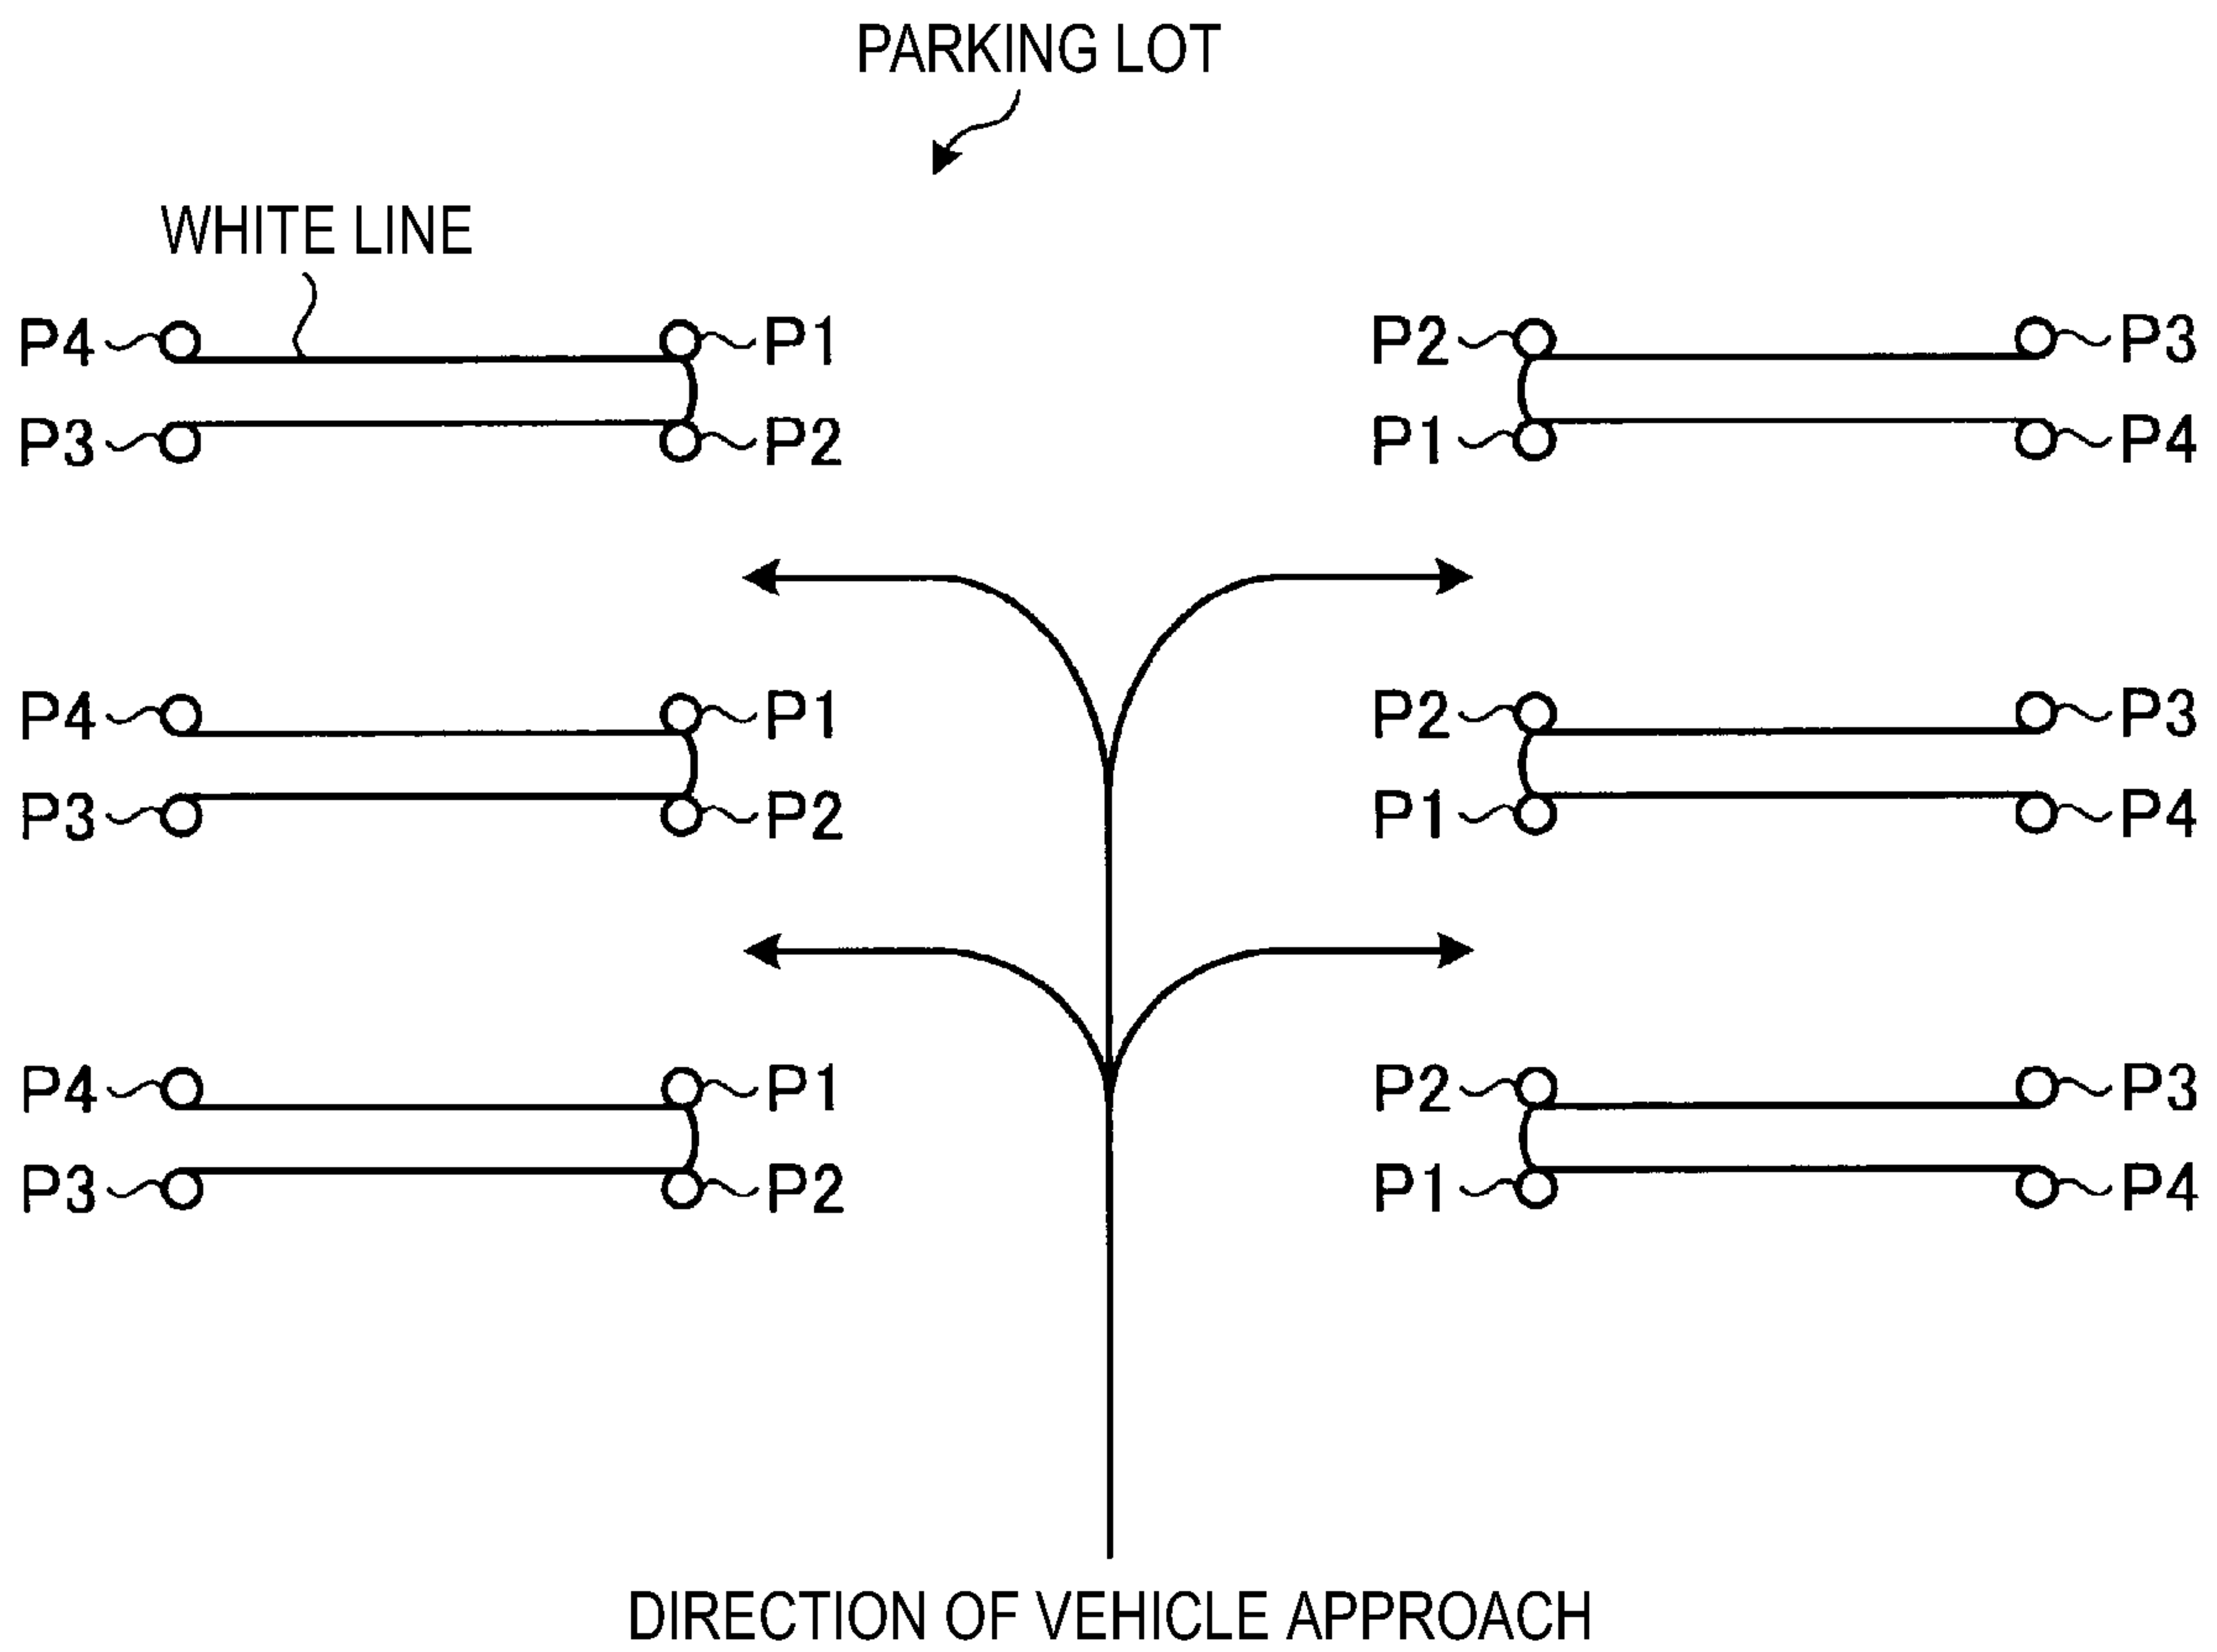 PARKING LOT
WHITE LINE
P4 P1 P2 P3
P3 P2 P1 P4
P4 P1 P2 P3
P3 P2 P1 P4
P4 P1 P2 P3
P3 P2 P1 P4
DIRECTION OF VEHICLE APPROACH